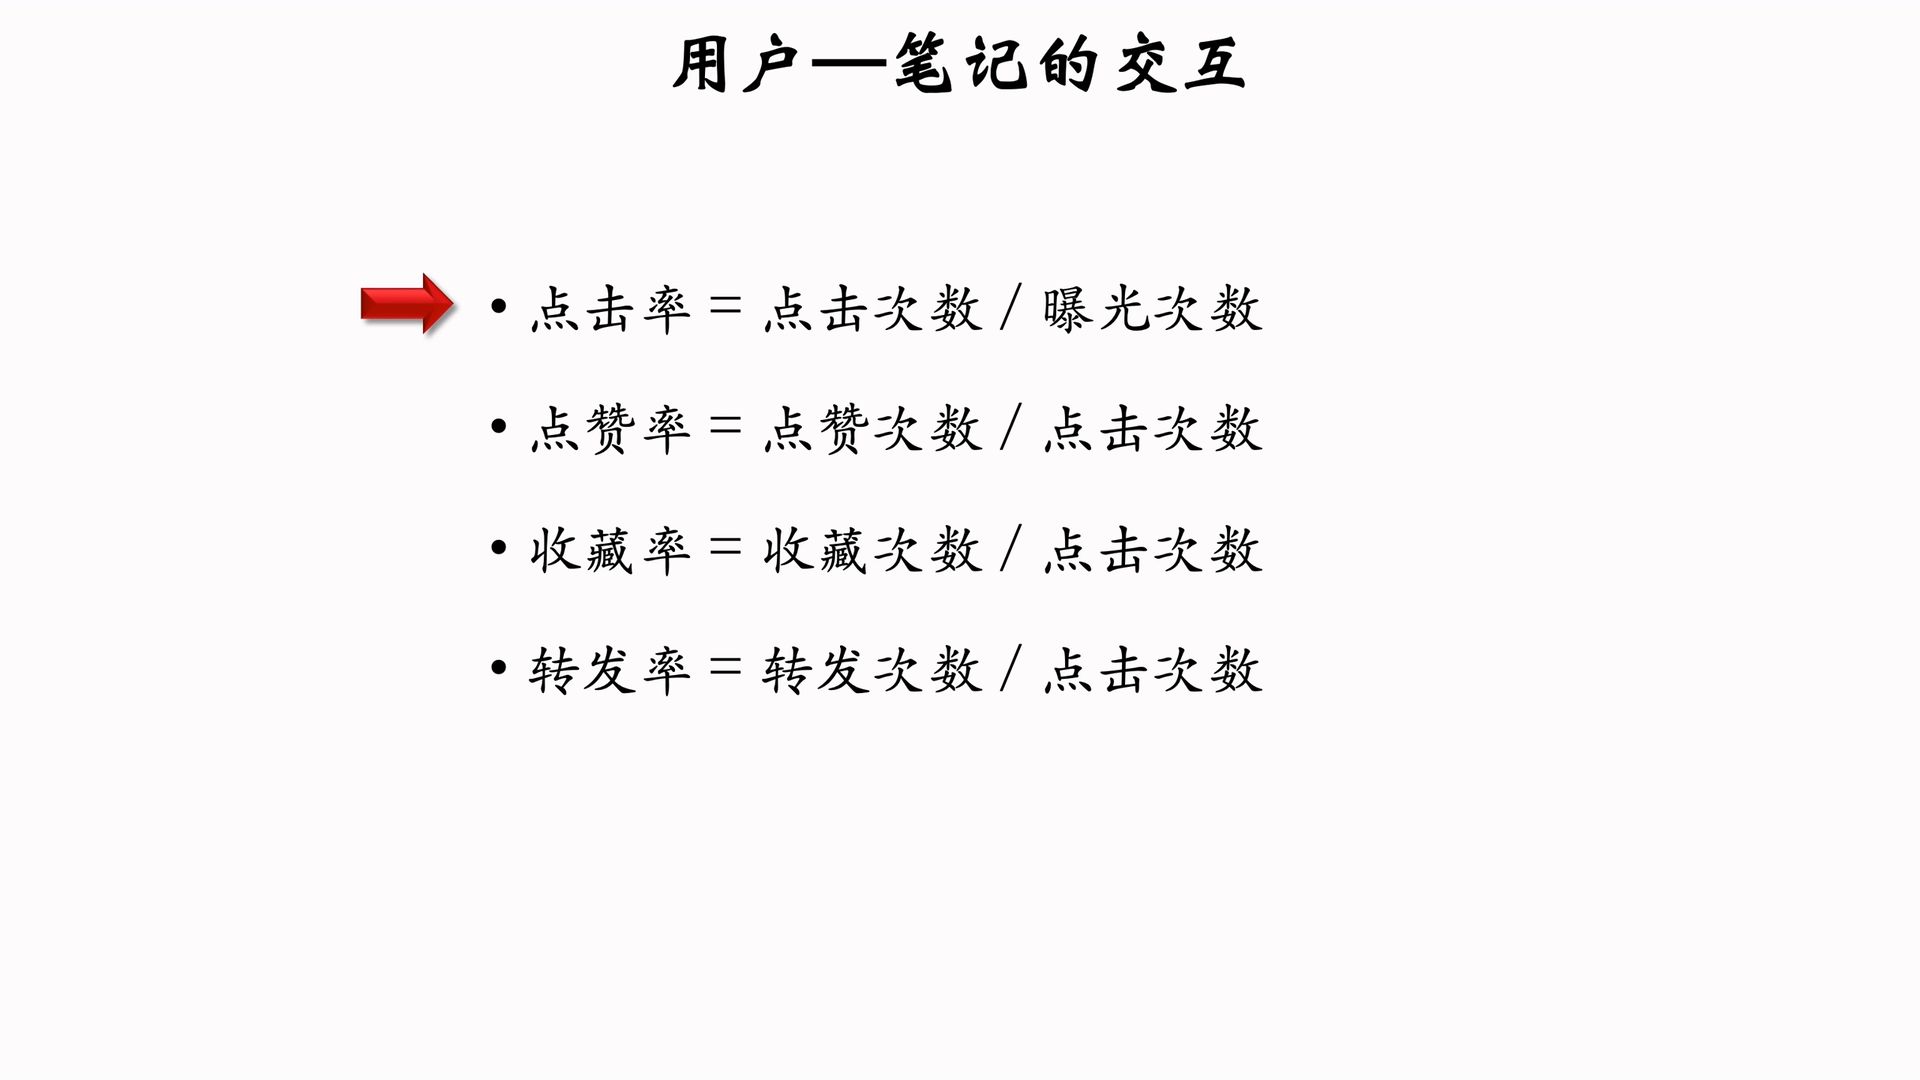 用户—笔记的交互
• 点击率 = 点击次数 / 曝光次数
• 点赞率 = 点赞次数 / 点击次数
• 收藏率 = 收藏次数 / 点击次数
• 转发率 = 转发次数 / 点击次数